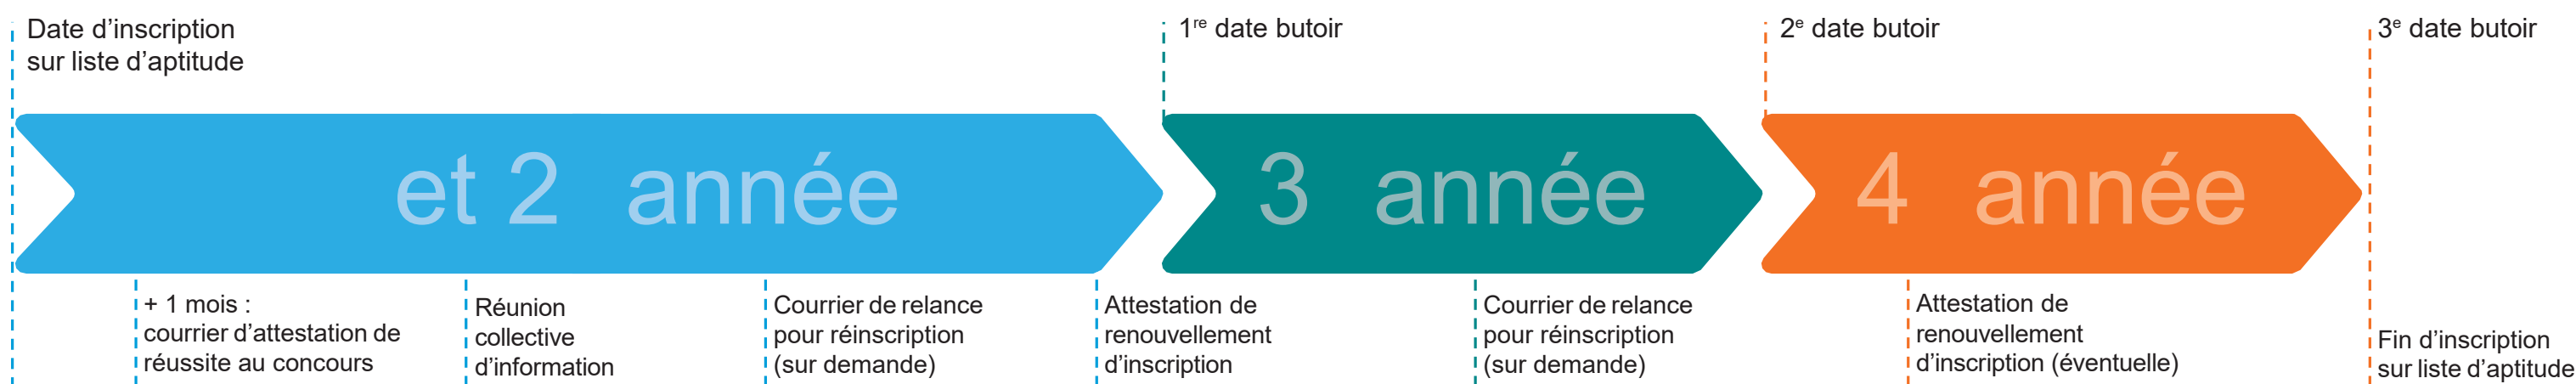 Date d’inscription
sur liste d’aptitude
1re date butoir
2e date butoir
3e date butoir
et 2 année
3 année
4 année
+ 1 mois :
courrier d’attestation de
réussite au concours
Réunion
collective
d’information
Courrier de relance
pour réinscription
(sur demande)
Attestation de
renouvellement
d’inscription
Courrier de relance
pour réinscription
(sur demande)
Attestation de
renouvellement
d’inscription (éventuelle)
Fin d’inscription
sur liste d’aptitude